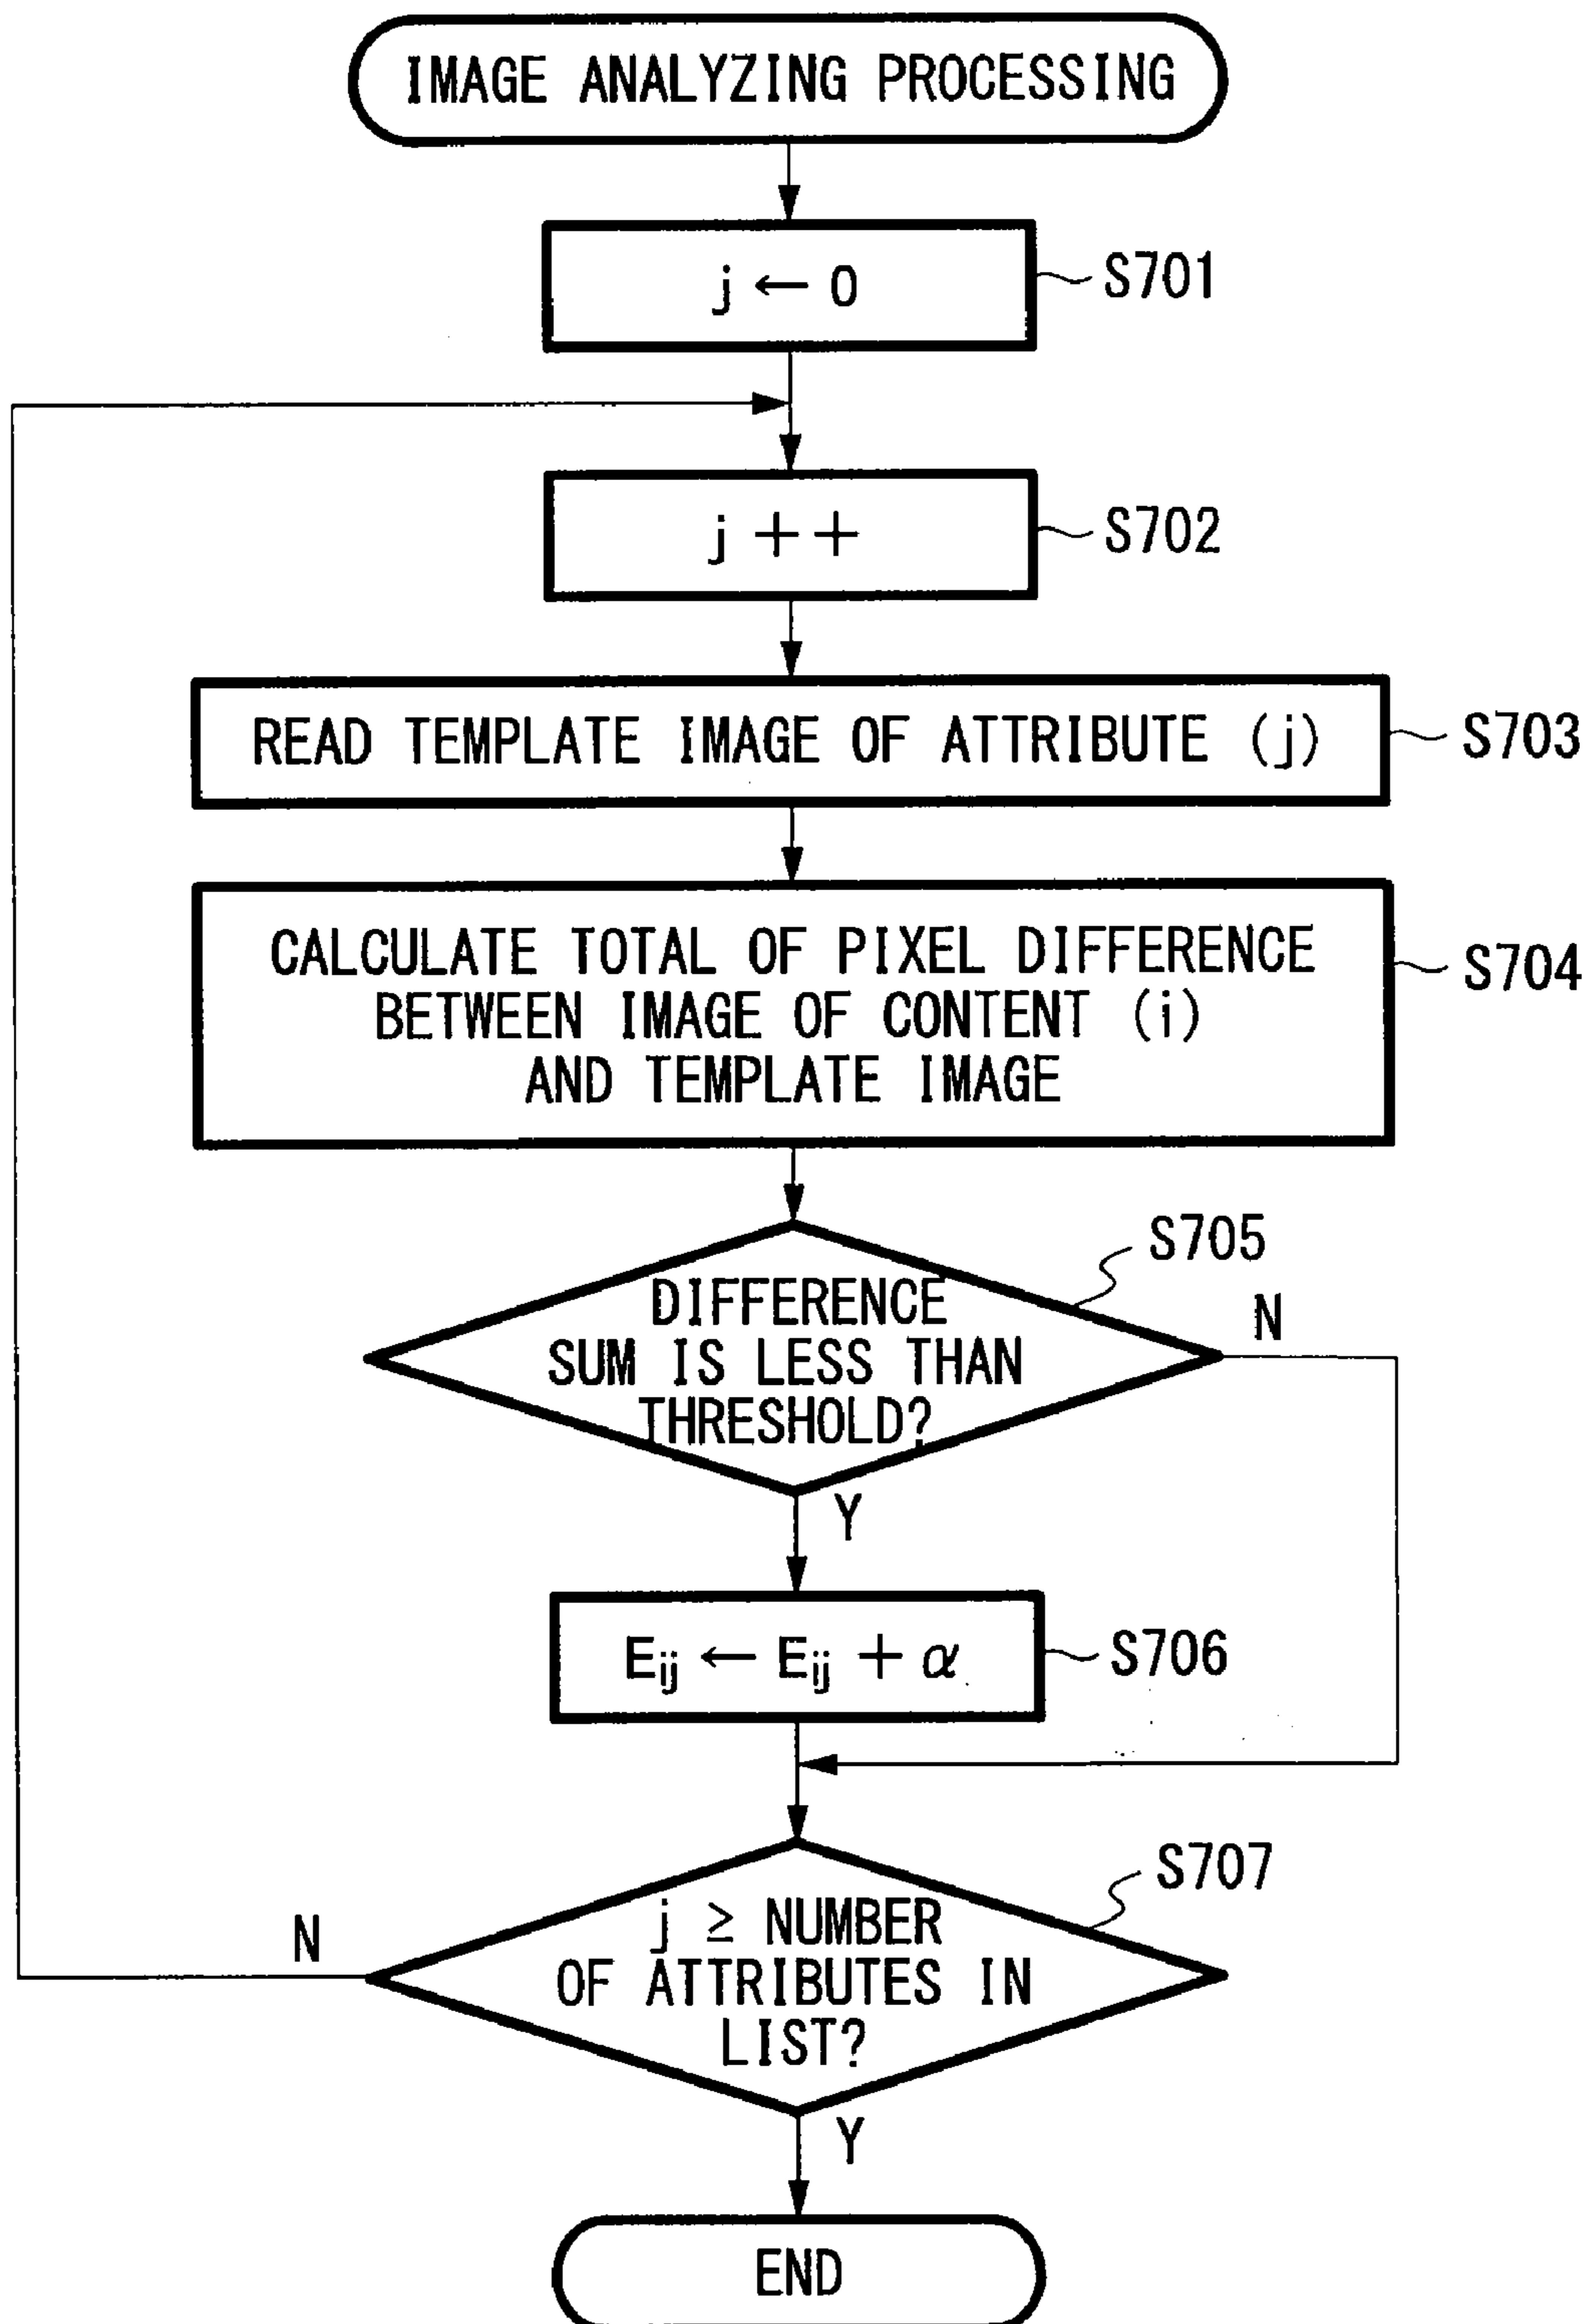 IMAGE ANALYZING PROCESSING
j ← 0
S701
j ++
S702
READ TEMPLATE IMAGE OF ATTRIBUTE (j)
S703
CALCULATE TOTAL OF PIXEL DIFFERENCE
BETWEEN IMAGE OF CONTENT (i)
AND TEMPLATE IMAGE
S704
S705
DIFFERENCE
SUM IS LESS THAN
THRESHOLD?
N
Y
Eij ← Eij + α
S706
S707
j ≥ NUMBER
OF ATTRIBUTES IN
LIST?
N
Y
END